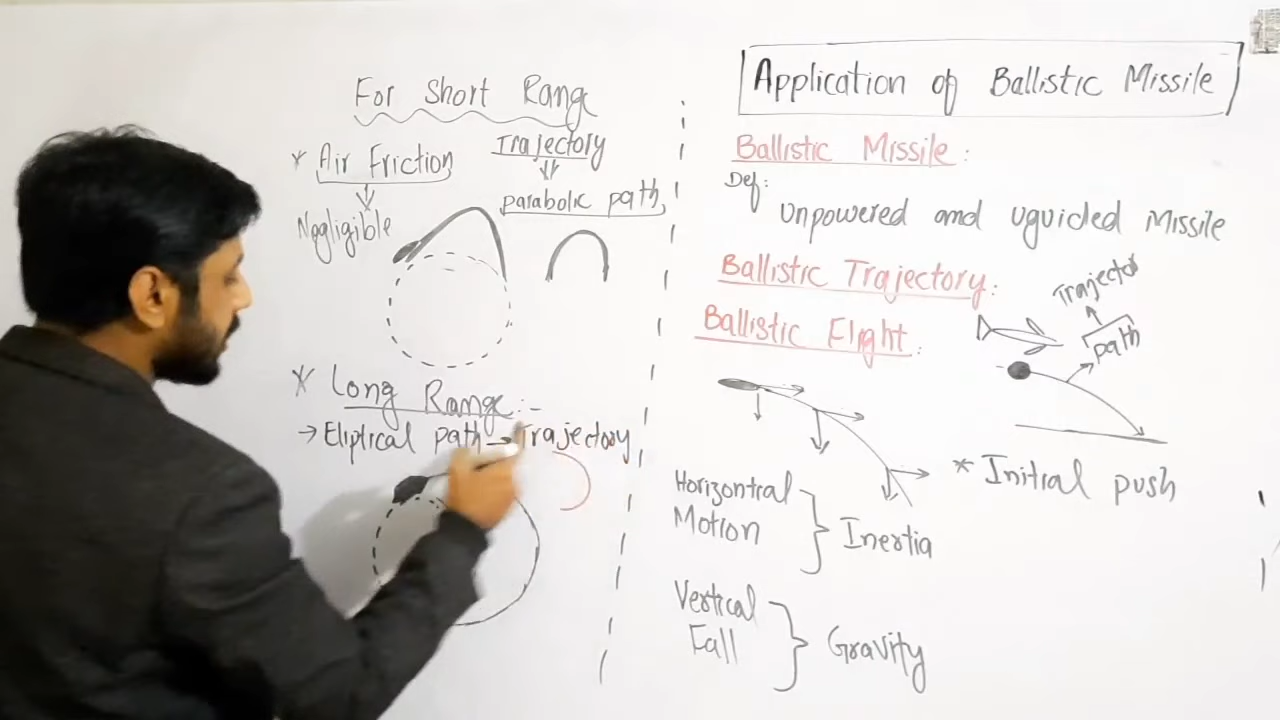 For Short Range
* Air Friction
Negligible
Trajectory
parabolic path
* Long Range:-
→ Eliptical path → Trajectory
Application of Ballistic Missile
Ballistic Missile:
Def:
Unpowered and uguided Missile
Ballistic Trajectory:
Ballistic Flight:
Trajector
path
* Initial push
Horizontral
Motion } Inertia
Vertical
Fall } Gravity